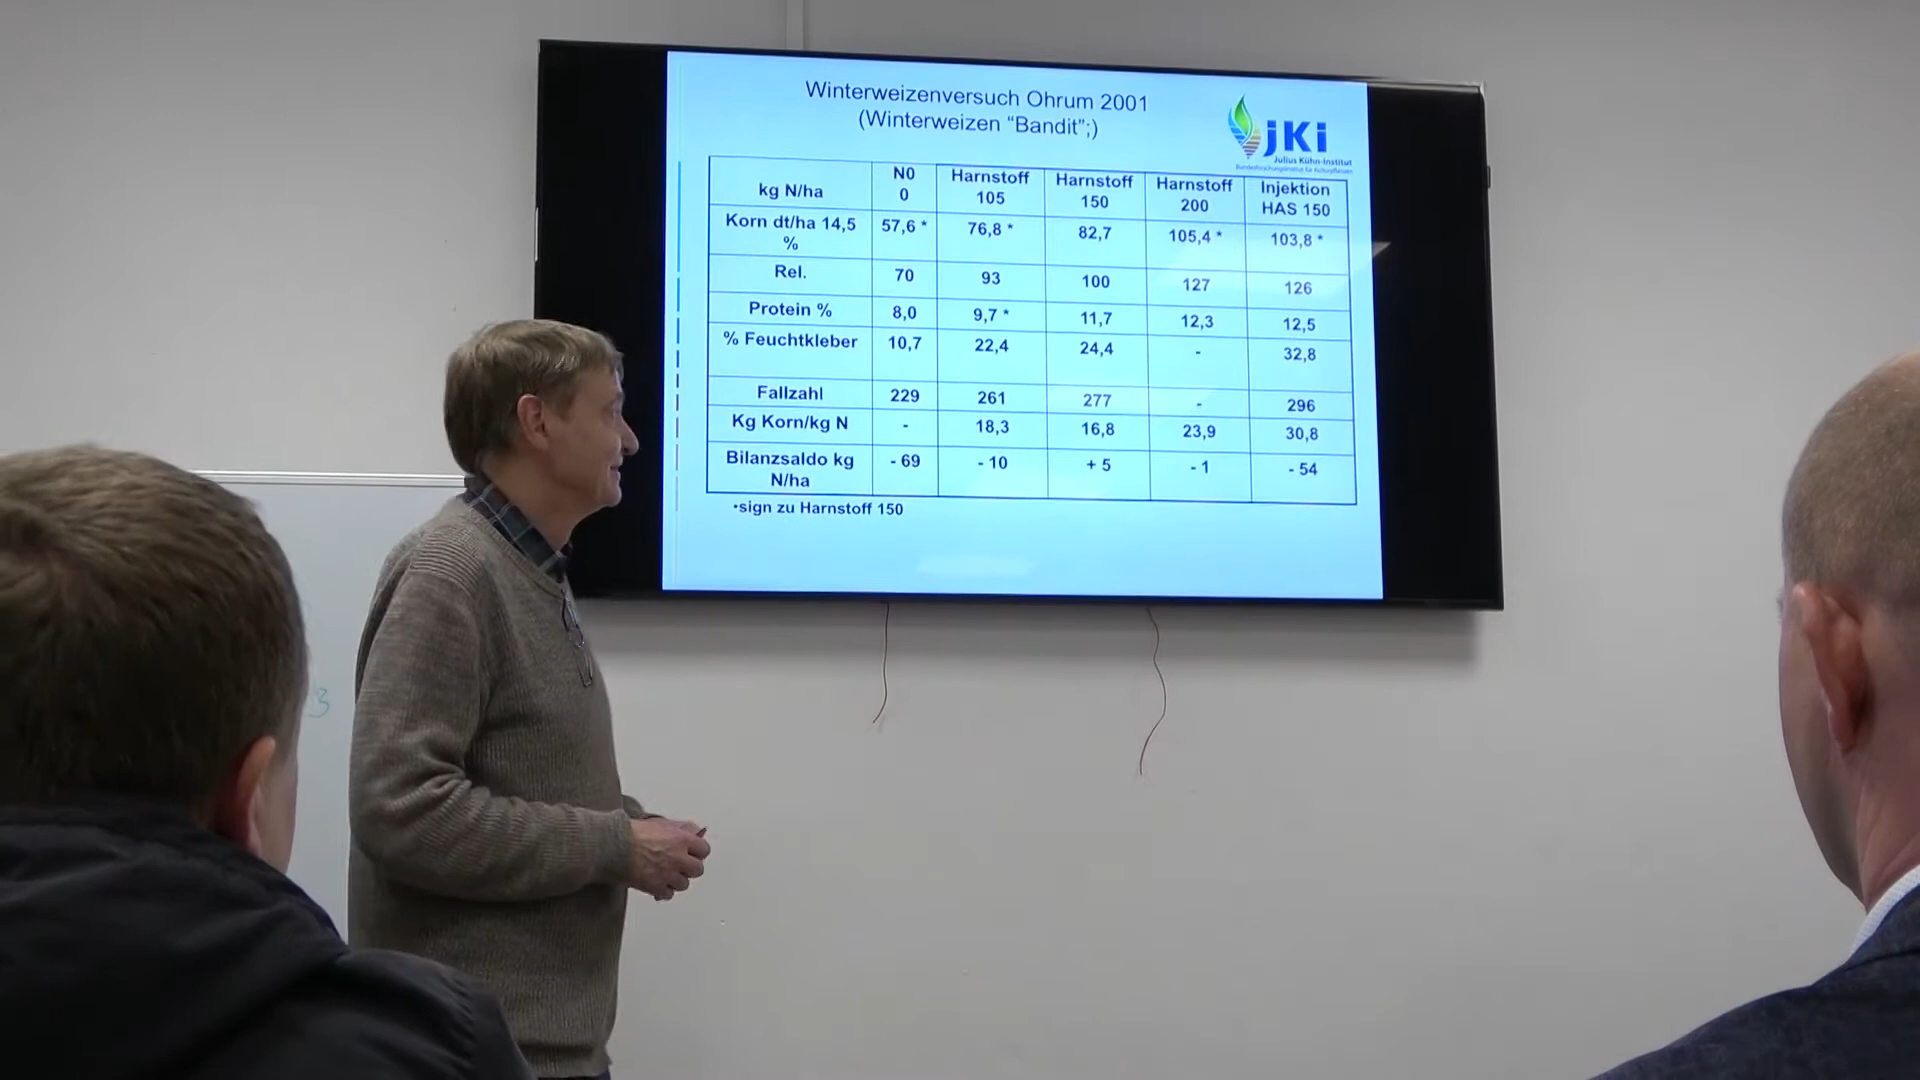 Winterweizenversuch Ohrum 2001
(Winterweizen “Bandit”;)
jKi
Julius Kühn-Institut
Bundesforschungsinstitut für Kulturpflanzen
kg N/ha N0 0 Harnstoff 105 Harnstoff 150 Harnstoff 200 Injektion HAS 150
Korn dt/ha 14,5 % 57,6 * 76,8 * 82,7 105,4 * 103,8 *
Rel. 70 93 100 127 126
Protein % 8,0 9,7 * 11,7 12,3 12,5
% Feuchtkleber 10,7 22,4 24,4 - 32,8
Fallzahl 229 261 277 - 296
Kg Korn/kg N - 18,3 16,8 23,9 30,8
Bilanzsaldo kg N/ha - 69 - 10 + 5 - 1 - 54
•sign zu Harnstoff 150
3